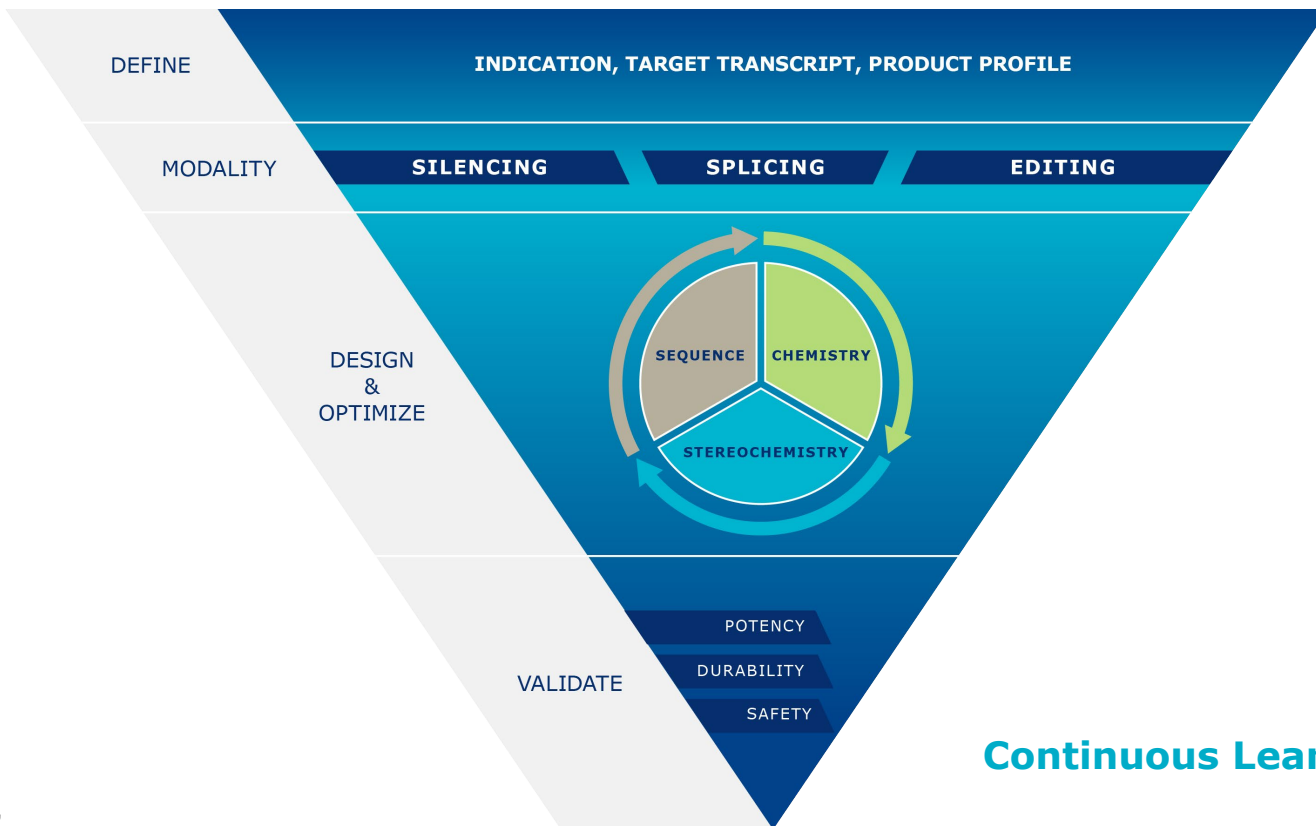 DEFINE
INDICATION, TARGET TRANSCRIPT, PRODUCT PROFILE
MODALITY
SILENCING
SPLICING
EDITING
DESIGN
&
OPTIMIZE
SEQUENCE
CHEMISTRY
STEREOCHEMISTRY
VALIDATE
POTENCY
DURABILITY
SAFETY
Continuous